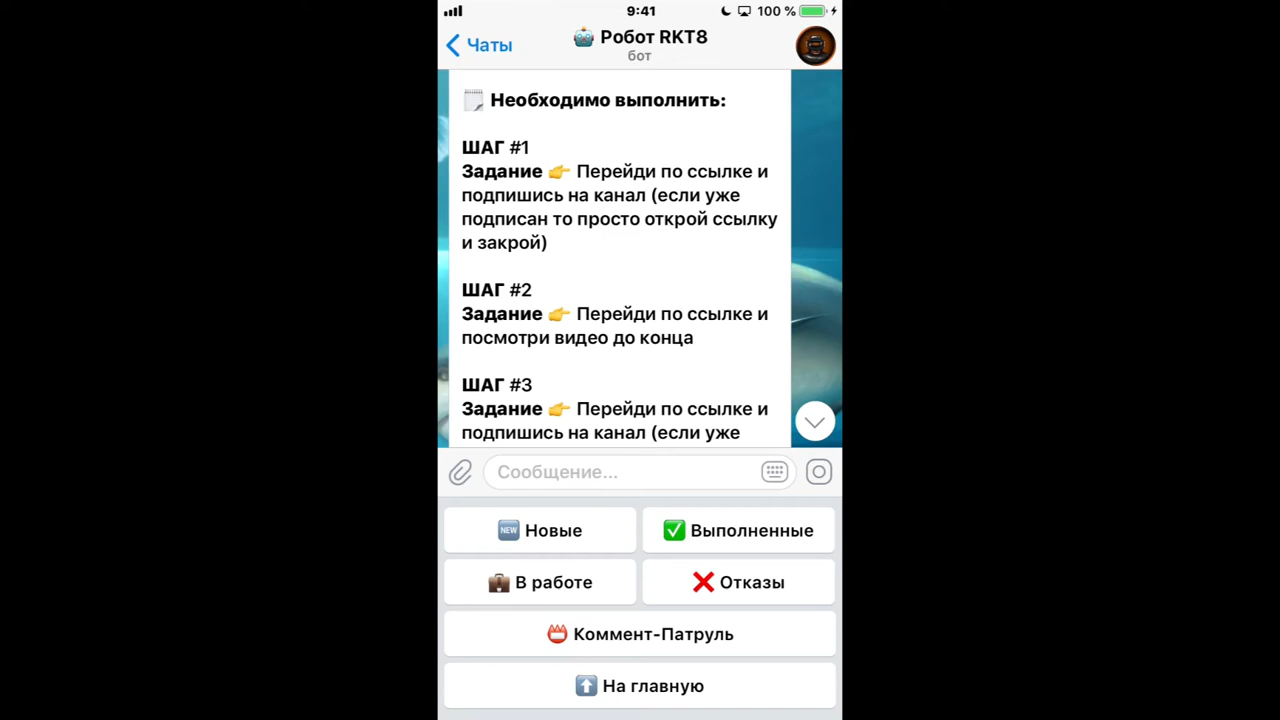 9:41
100 %
Чаты
Робот RKT8
бот
Необходимо выполнить:
ШАГ #1
Задание 👉 Перейди по ссылке и
подпишись на канал (если уже
подписан то просто открой ссылку
и закрой)
ШАГ #2
Задание 👉 Перейди по ссылке и
посмотри видео до конца
ШАГ #3
Задание 👉 Перейди по ссылке и
подпишись на канал (если уже
Сообщение...
NEW Новые
Выполненные
В работе
Отказы
Коммент-Патруль
На главную